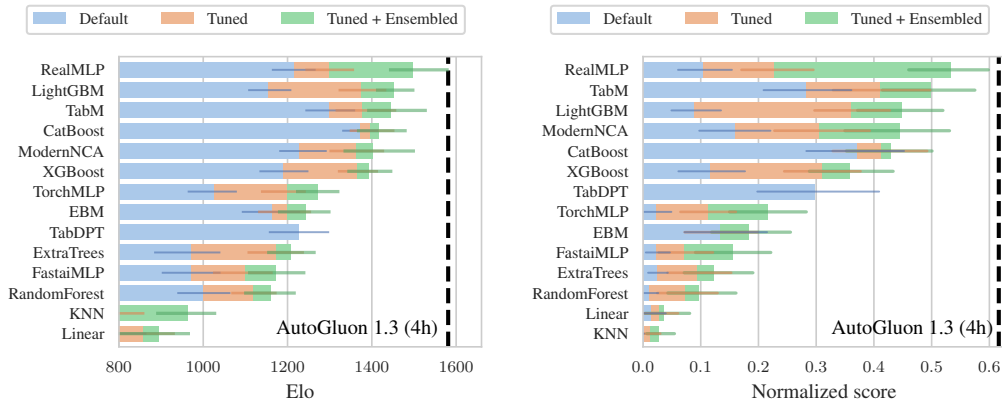 Default Tuned Tuned + Ensembled
RealMLP
LightGBM
TabM
CatBoost
ModernNCA
XGBoost
TorchMLP
EBM
TabDPT
ExtraTrees
FastaiMLP
RandomForest
KNN
Linear
AutoGluon 1.3 (4h)
800 1000 1200 1400 1600
Elo
Default Tuned Tuned + Ensembled
RealMLP
TabM
LightGBM
ModernNCA
CatBoost
XGBoost
TabDPT
TorchMLP
EBM
FastaiMLP
ExtraTrees
RandomForest
Linear
KNN
AutoGluon 1.3 (4h)
0.0 0.1 0.2 0.3 0.4 0.5 0.6
Normalized score